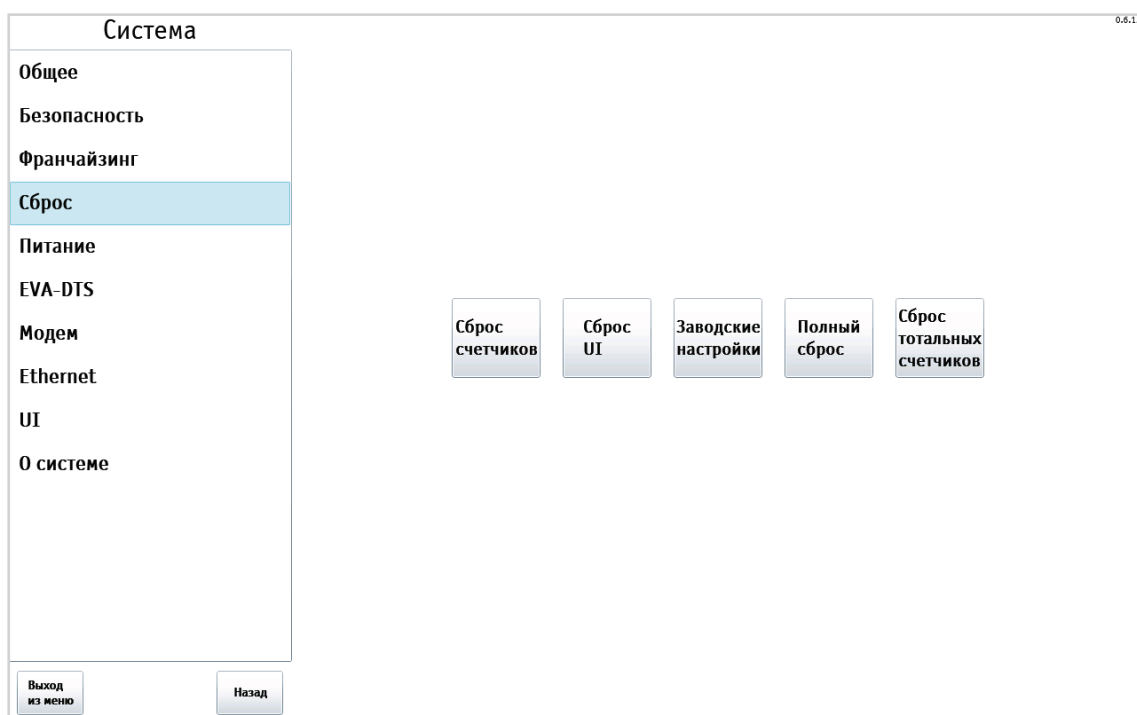 Система
0.6.1
Общее
Безопасность
Франчайзинг
Сброс
Питание
EVA-DTS
Модем
Ethernet
UI
О системе
Сброс
счетчиков
Сброс
UI
Заводские
настройки
Полный
сброс
Сброс
тотальных
счетчиков
Выход
из меню
Назад